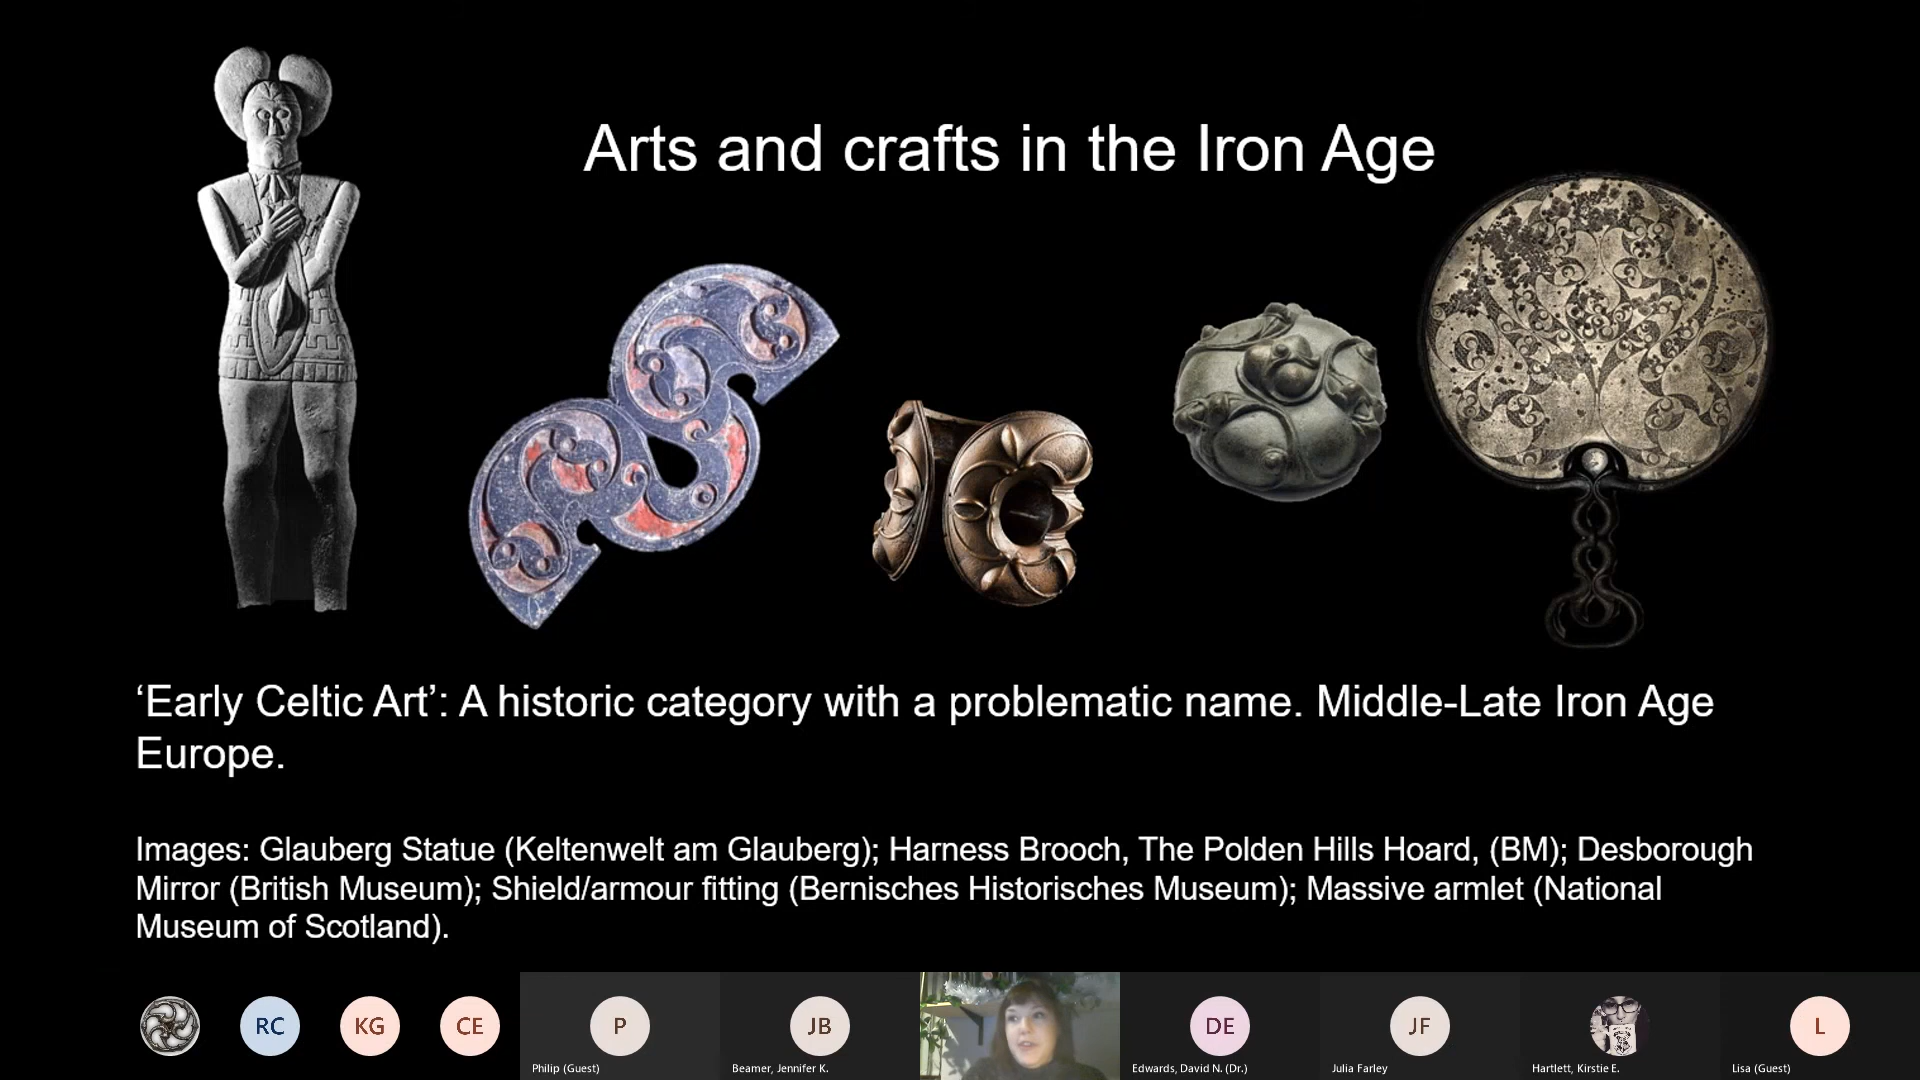 Arts and crafts in the Iron Age
‘Early Celtic Art’: A historic category with a problematic name. Middle-Late Iron Age
Europe.
Images: Glauberg Statue (Keltenwelt am Glauberg); Harness Brooch, The Polden Hills Hoard, (BM); Desborough
Mirror (British Museum); Shield/armour fitting (Bernisches Historisches Museum); Massive armlet (National
Museum of Scotland).
RC
KG
CE
P
JB
DE
JF
L
Philip (Guest)
Beamer, Jennifer K.
Edwards, David N. (Dr.)
Julia Farley
Hartlett, Kirstie E.
Lisa (Guest)